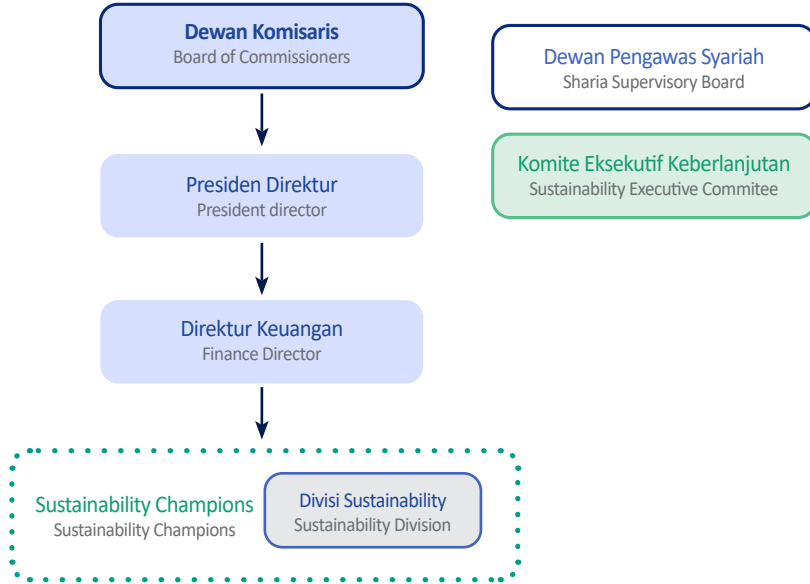 Dewan Komisaris
Board of Commissioners
Dewan Pengawas Syariah
Sharia Supervisory Board
Komite Eksekutif Keberlanjutan
Sustainability Executive Commitee
Presiden Direktur
President director
Direktur Keuangan
Finance Director
Sustainability Champions
Sustainability Champions
Divisi Sustainability
Sustainability Division